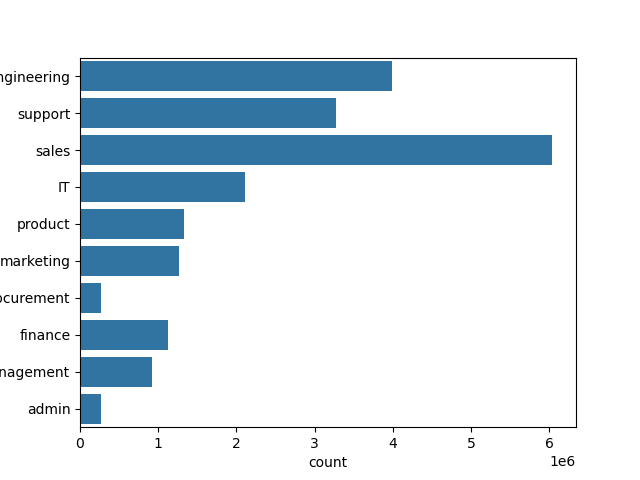 ngineering
support
sales
IT
product
marketing
ocurement
finance
nagement
admin
0 1 2 3 4 5 6
1e6
count